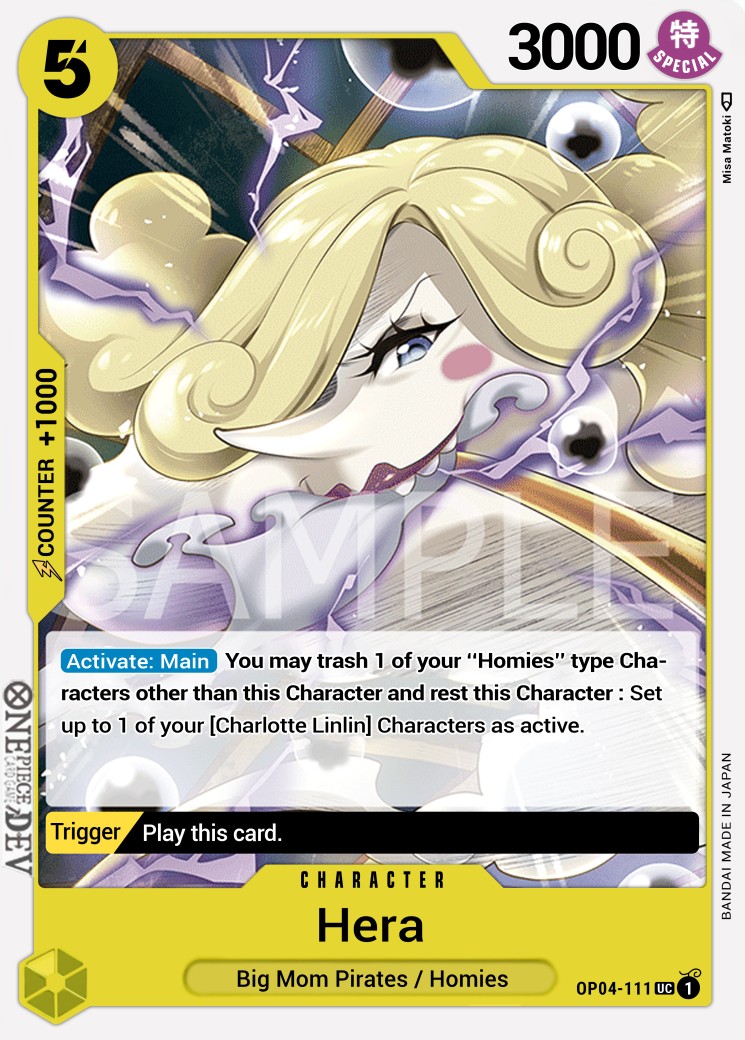 5
3000
特
SPECIAL
Misa Matoki
COUNTER +1000
SAMPLE
Activate: Main You may trash 1 of your “Homies” type Cha-
racters other than this Character and rest this Character : Set
up to 1 of your [Charlotte Linlin] Characters as active.
Trigger Play this card.
ONE PIECE
CARD GAME
/DEV
BANDAI MADE IN JAPAN
CHARACTER
Hera
Big Mom Pirates / Homies
OP04-111 UC 1